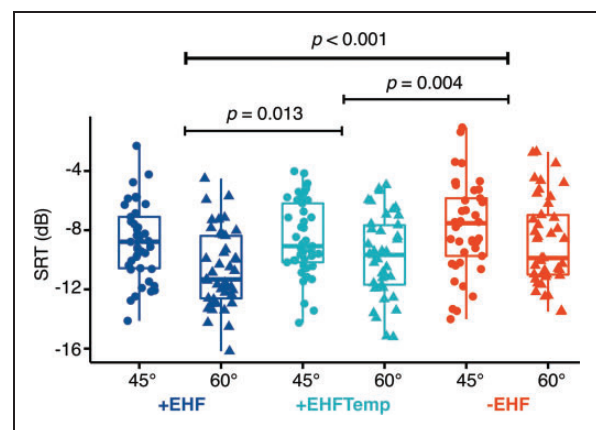 p < 0.001
p = 0.004
p = 0.013
SRT (dB)
-4
-8
-12
-16
45° 60° 45° 60° 45° 60°
+EHF +EHFTemp -EHF